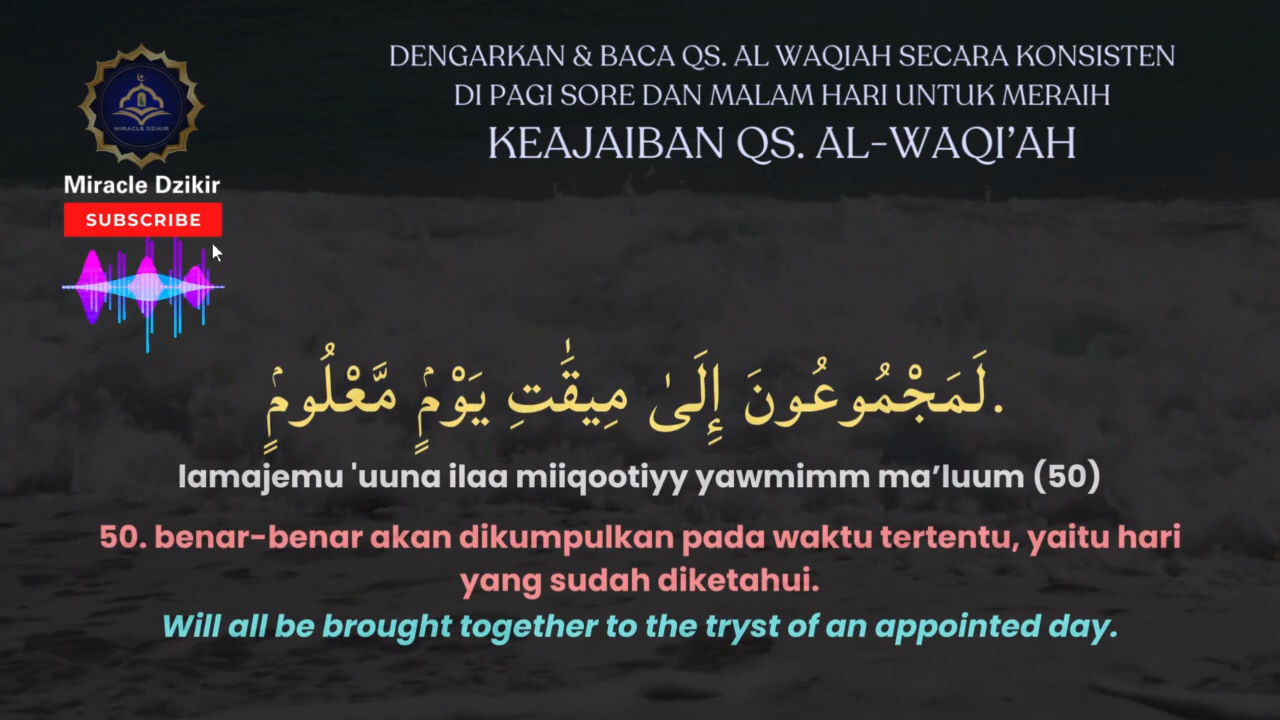 DENGARKAN & BACA QS. AL WAQIAH SECARA KONSISTEN
DI PAGI SORE DAN MALAM HARI UNTUK MERAIH
KEAJAIBAN QS. AL-WAQI’AH
MIRACLE DZIKIR
Miracle Dzikir
SUBSCRIBE
لَمَجْمُوعُونَ إِلَىٰ مِيقَٰتِ يَوْمٍۢ مَّعْلُومٍۢ.
lamajemu 'uuna ilaa miiqootiyy yawmimm ma’luum (50)
50. benar-benar akan dikumpulkan pada waktu tertentu, yaitu hari
yang sudah diketahui.
Will all be brought together to the tryst of an appointed day.